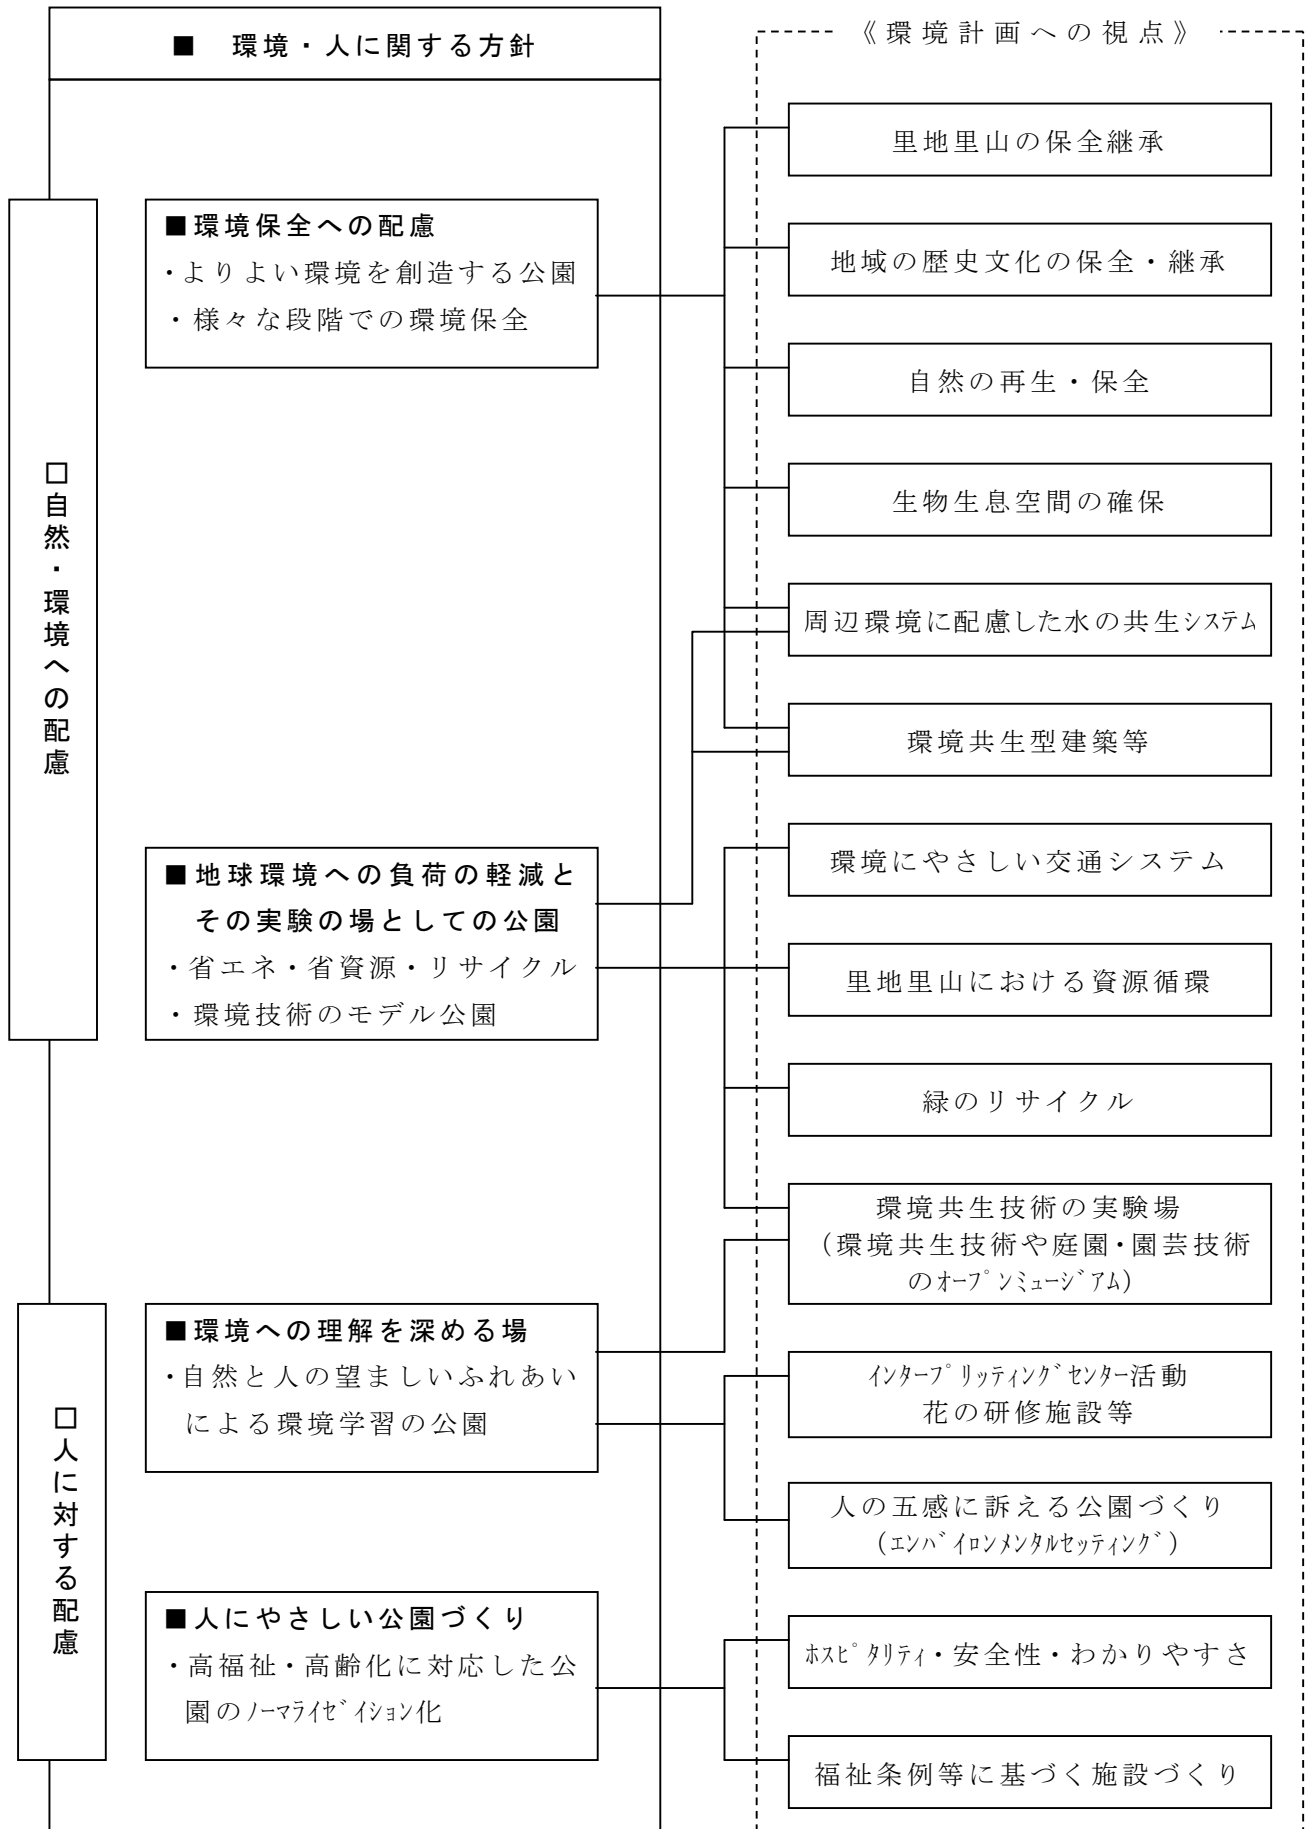 ■ 環境・人に関する方針
《環境計画への視点》
□自然・環境への配慮
■環境保全への配慮
・よりよい環境を創造する公園
・様々な段階での環境保全
■地球環境への負荷の軽減と
その実験の場としての公園
・省エネ・省資源・リサイクル
・環境技術のモデル公園
□人に対する配慮
■環境への理解を深める場
・自然と人の望ましいふれあい
による環境学習の公園
■人にやさしい公園づくり
・高福祉・高齢化に対応した公
園のノーマライゼイション化
里地里山の保全継承
地域の歴史文化の保全・継承
自然の再生・保全
生物生息空間の確保
周辺環境に配慮した水の共生システム
環境共生型建築等
環境にやさしい交通システム
里地里山における資源循環
緑のリサイクル
環境共生技術の実験場
（環境共生技術や庭園・園芸技術
のオープンミュージアム）
インタープリッティングセンター活動
花の研修施設等
人の五感に訴える公園づくり
（エンバイロンメンタルセッティング）
ホスピタリティ・安全性・わかりやすさ
福祉条例等に基づく施設づくり